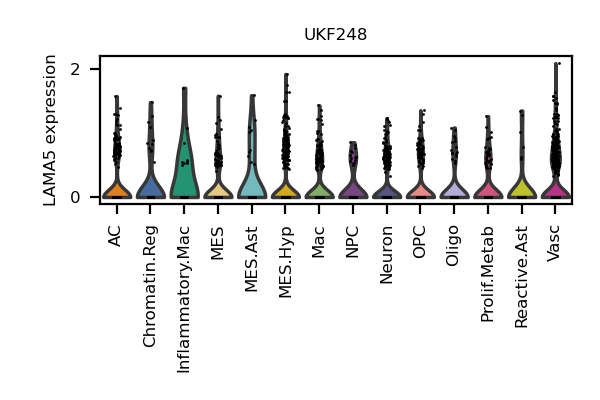 UKF248
LAMA5 expression
2
0
AC
Chromatin.Reg
Inflammatory.Mac
MES
MES.Ast
MES.Hyp
Mac
NPC
Neuron
OPC
Oligo
Prolif.Metab
Reactive.Ast
Vasc